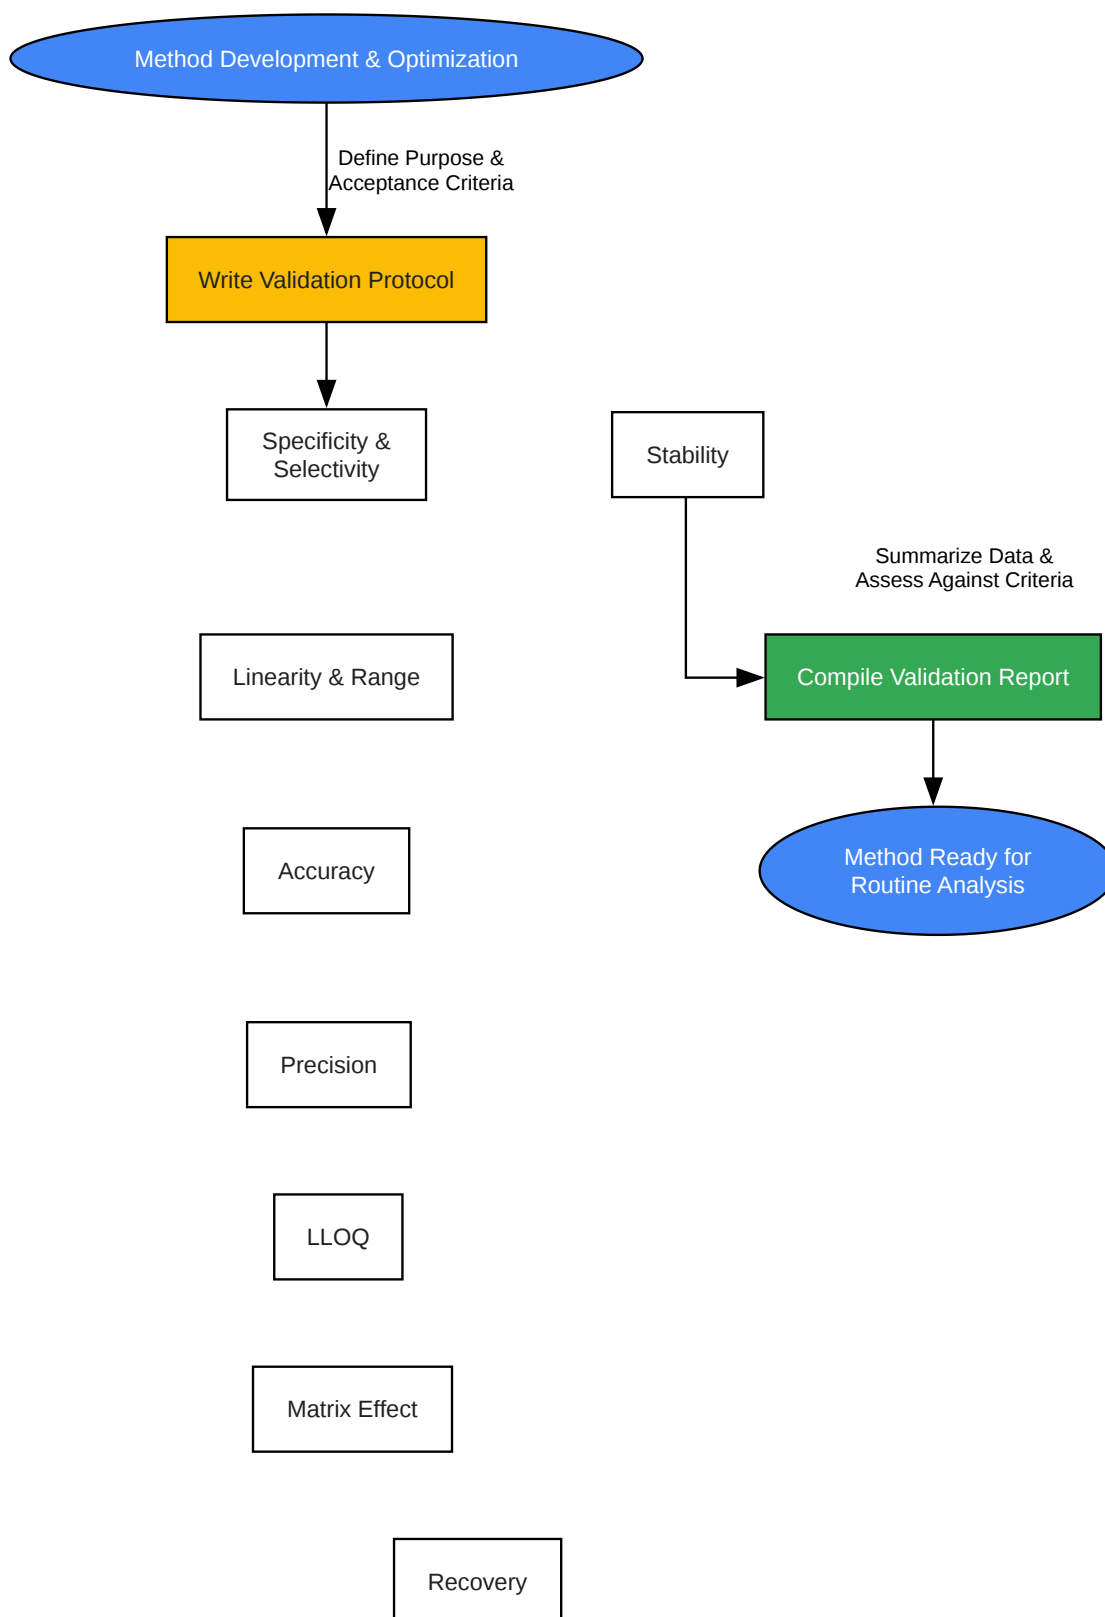 Method Development & Optimization
Define Purpose &
Acceptance Criteria
Write Validation Protocol
Specificity &
Selectivity
Stability
Summarize Data &
Assess Against Criteria
Linearity & Range
Compile Validation Report
Accuracy
Method Ready for
Routine Analysis
Precision
LLOQ
Matrix Effect
Recovery